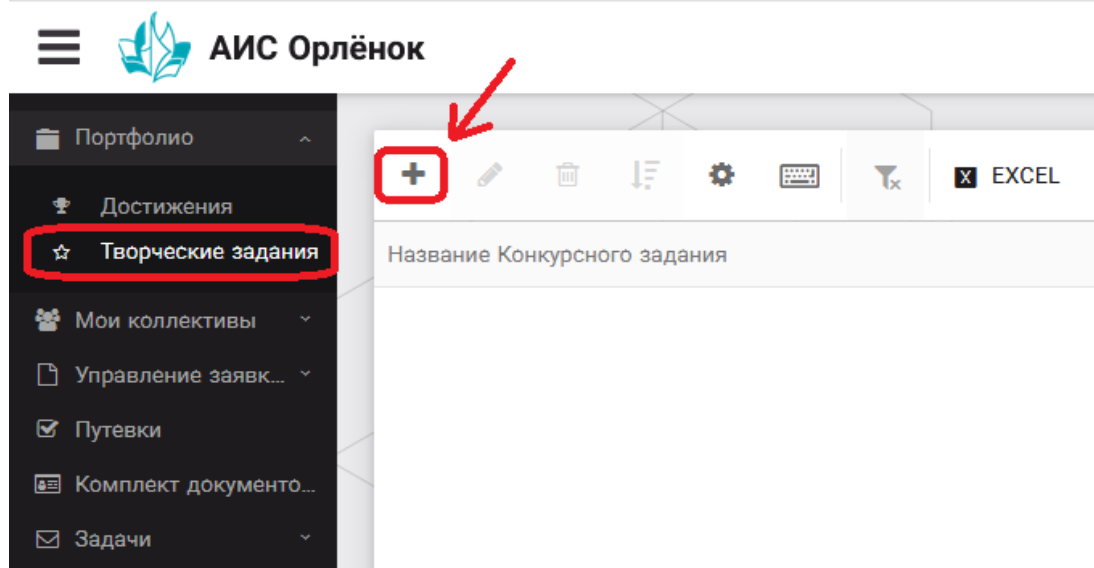 АИС Орлёнок
Портфолио
Достижения
Творческие задания
Мои коллективы
Управление заявк...
Путевки
Комплект документо...
Задачи
EXCEL
Название Конкурсного задания